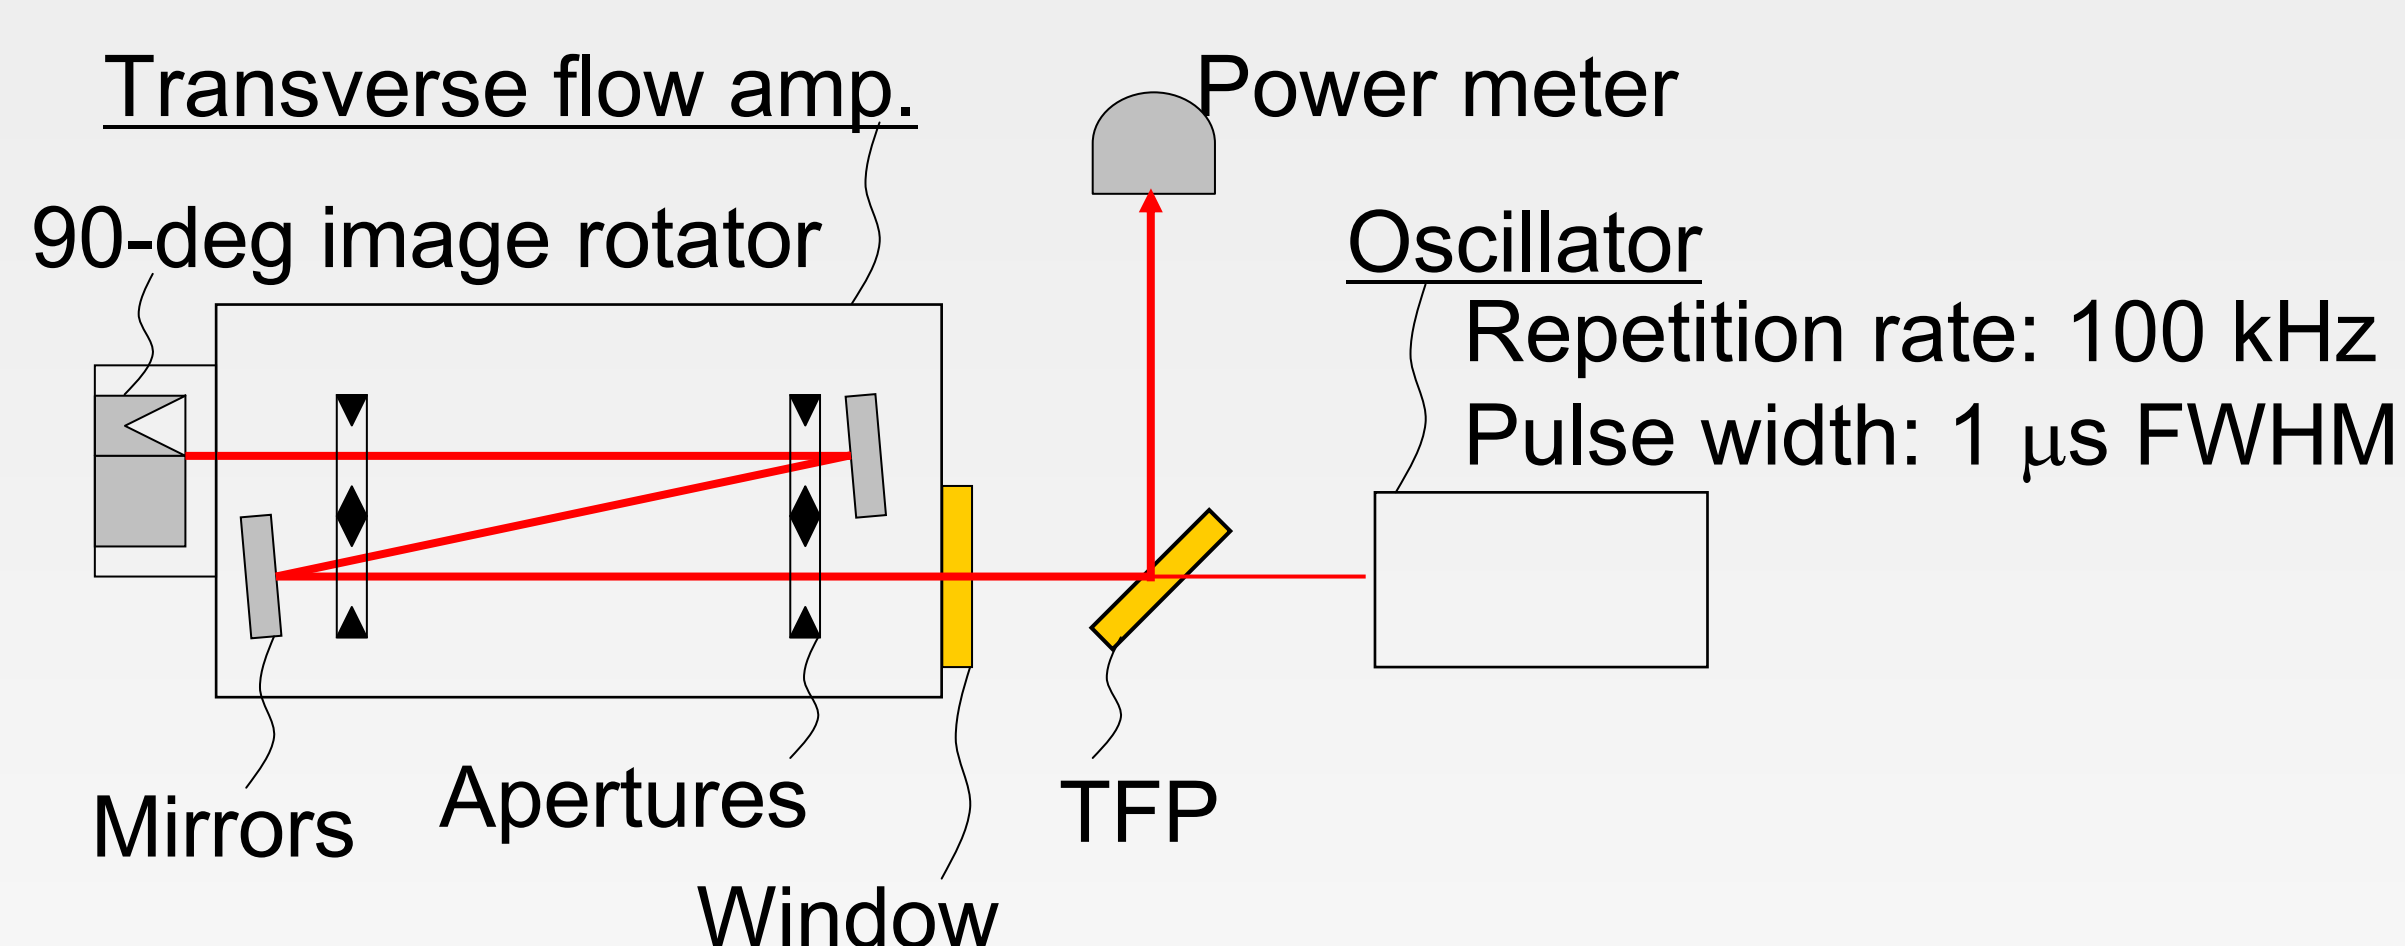 Transverse flow amp.
Power meter
90-deg image rotator
Oscillator
Repetition rate: 100 kHz
Pulse width: 1 μs FWHM
Mirrors
Apertures
TFP
Window